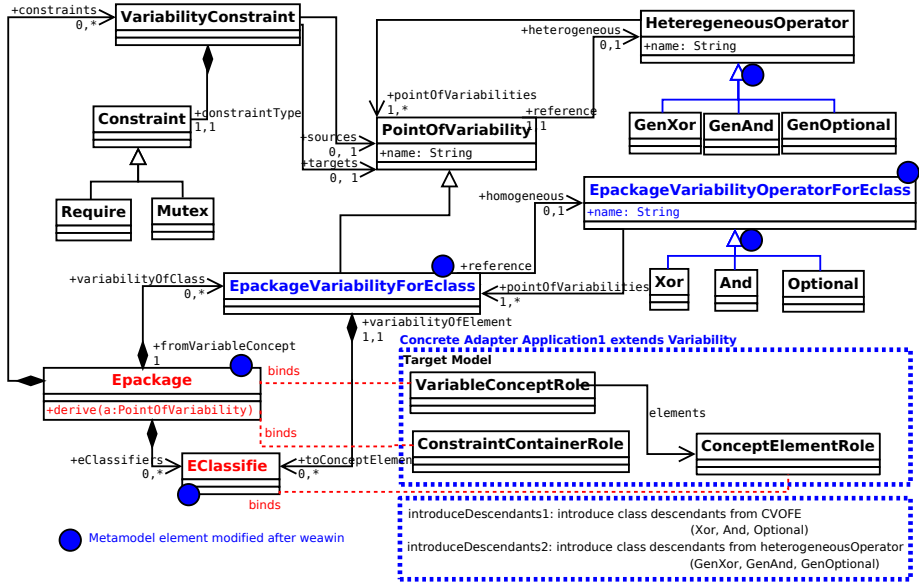 +constraints
0,*
VariabilityConstraint
HeteregeneousOperator
+name: String
+heterogeneous
0,1
+pointOfVariabilities
1,*
+reference
1,1
Constraint
+constraintType
1,1
PointOfVariability
+name: String
+sources
0, 1
+targets
0, 1
GenXor
GenAnd
GenOptional
Require
Mutex
EpackageVariabilityOperatorForEclass
+name: String
+homogeneous
0,1
+reference
+variabilityOfClass
0,*
EpackageVariabilityForEclass
+pointOfVariabilities
1,*
Xor
And
Optional
+variabilityOfElement
1,1
+fromVariableConcept
1
Concrete Adapter Application1 extends Variability
Target Model
Epackage
+derive(a:PointOfVariability)
binds
VariableConceptRole
elements
binds
ConstraintContainerRole
ConceptElementRole
+eClassifiers
0,*
EClassifie
+toConceptElemen
0,*
binds
introduceDescendants1: introduce class descendants from CVOFE
(Xor, And, Optional)
introduceDescendants2: introduce class descendants from heterogeneousOperator
(GenXor, GenAnd, GenOptional)
Metamodel element modified after weawin